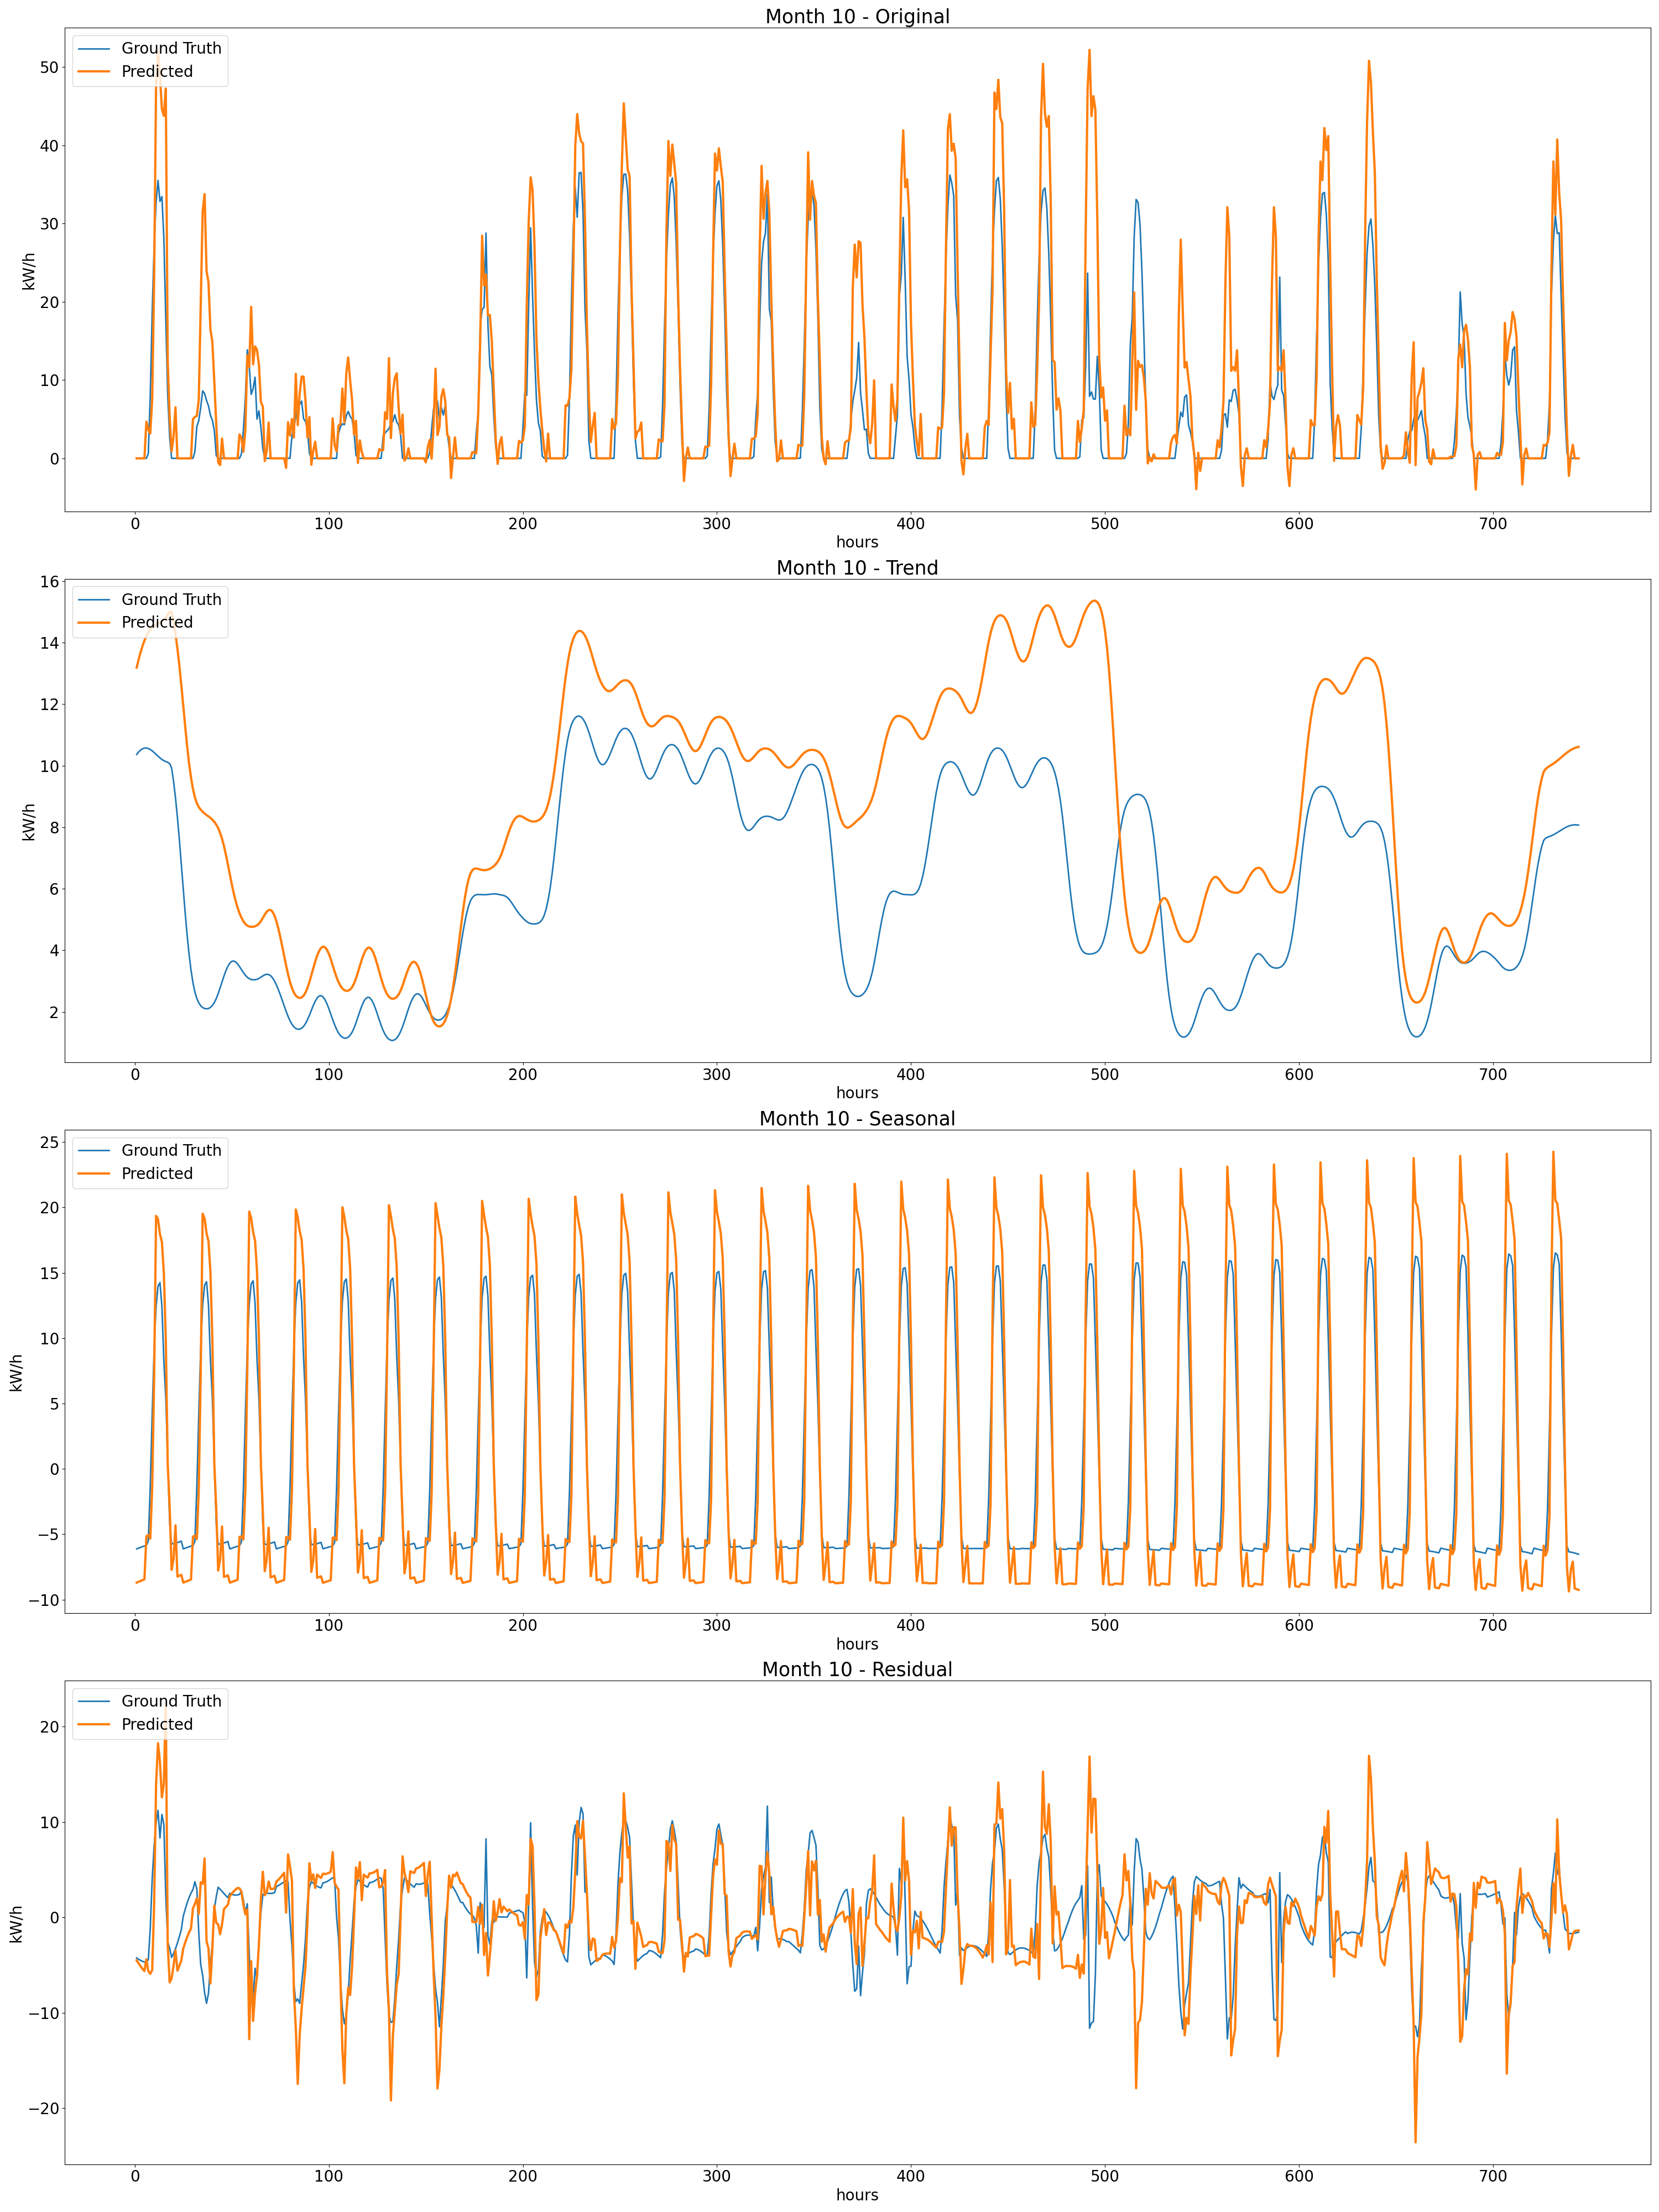 Month 10 - Original
Ground Truth
Predicted
kW/h
50
40
30
20
10
0
0 100 200 300 400 500 600 700
hours
Month 10 - Trend
Ground Truth
Predicted
kW/h
16
14
12
10
8
6
4
2
0 100 200 300 400 500 600 700
hours
Month 10 - Seasonal
Ground Truth
Predicted
kW/h
25
20
15
10
5
0
−5
−10
0 100 200 300 400 500 600 700
hours
Month 10 - Residual
Ground Truth
Predicted
kW/h
20
10
0
−10
−20
0 100 200 300 400 500 600 700
hours